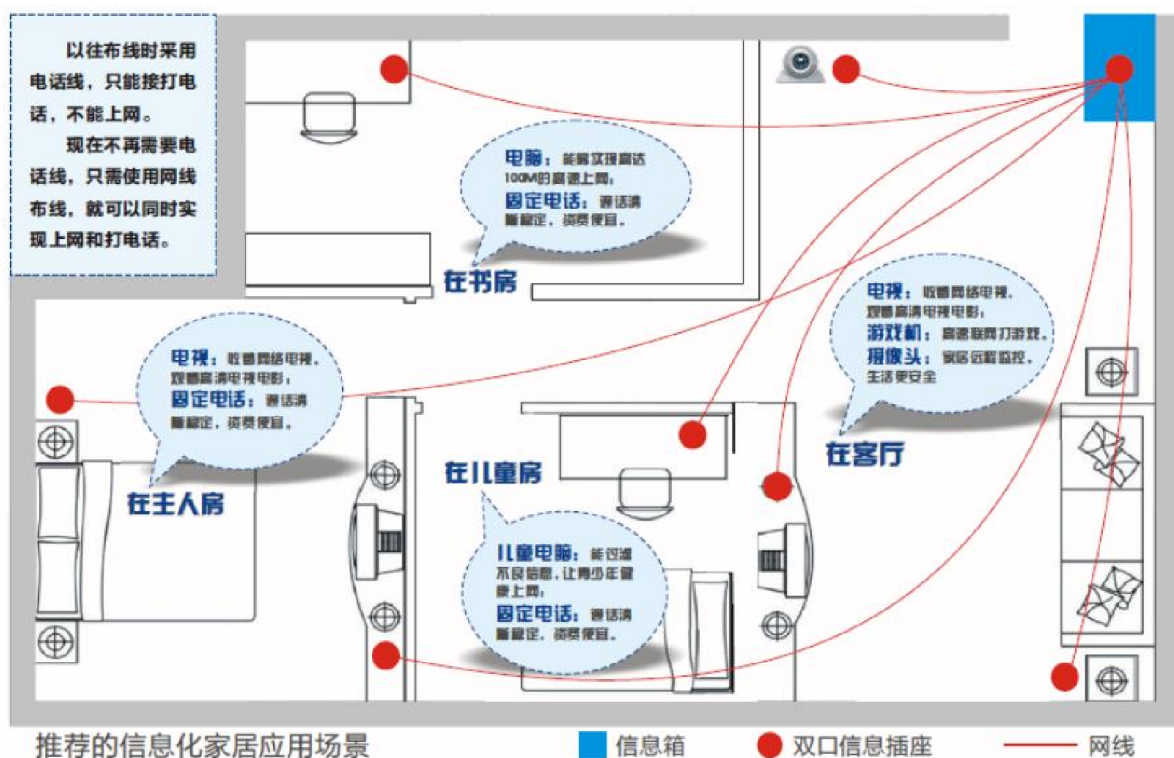 以往布线时采用
电话线，只能接打电
话，不能上网。
现在不再需要电
话线，只需使用网线
布线，就可以同时实
现上网和打电话。
电脑：能够实现高达
100M的高速上网；
固定电话：通话清
晰稳定，资费便宜。
在书房
电视：收看网络电视，
观看高清电视电影；
游戏机：高速联网打游戏。
摄像头：家居远程监控，
生活更安全
在客厅
电视：收看网络电视，
观看高清电视电影；
固定电话：通话清
晰稳定，资费便宜。
在主人房
在儿童房
儿童电脑：能过滤
不良信息，让青少年健
康上网；
固定电话：通话清
晰稳定，资费便宜。
推荐的信息化家居应用场景
信息箱
双口信息插座
网线